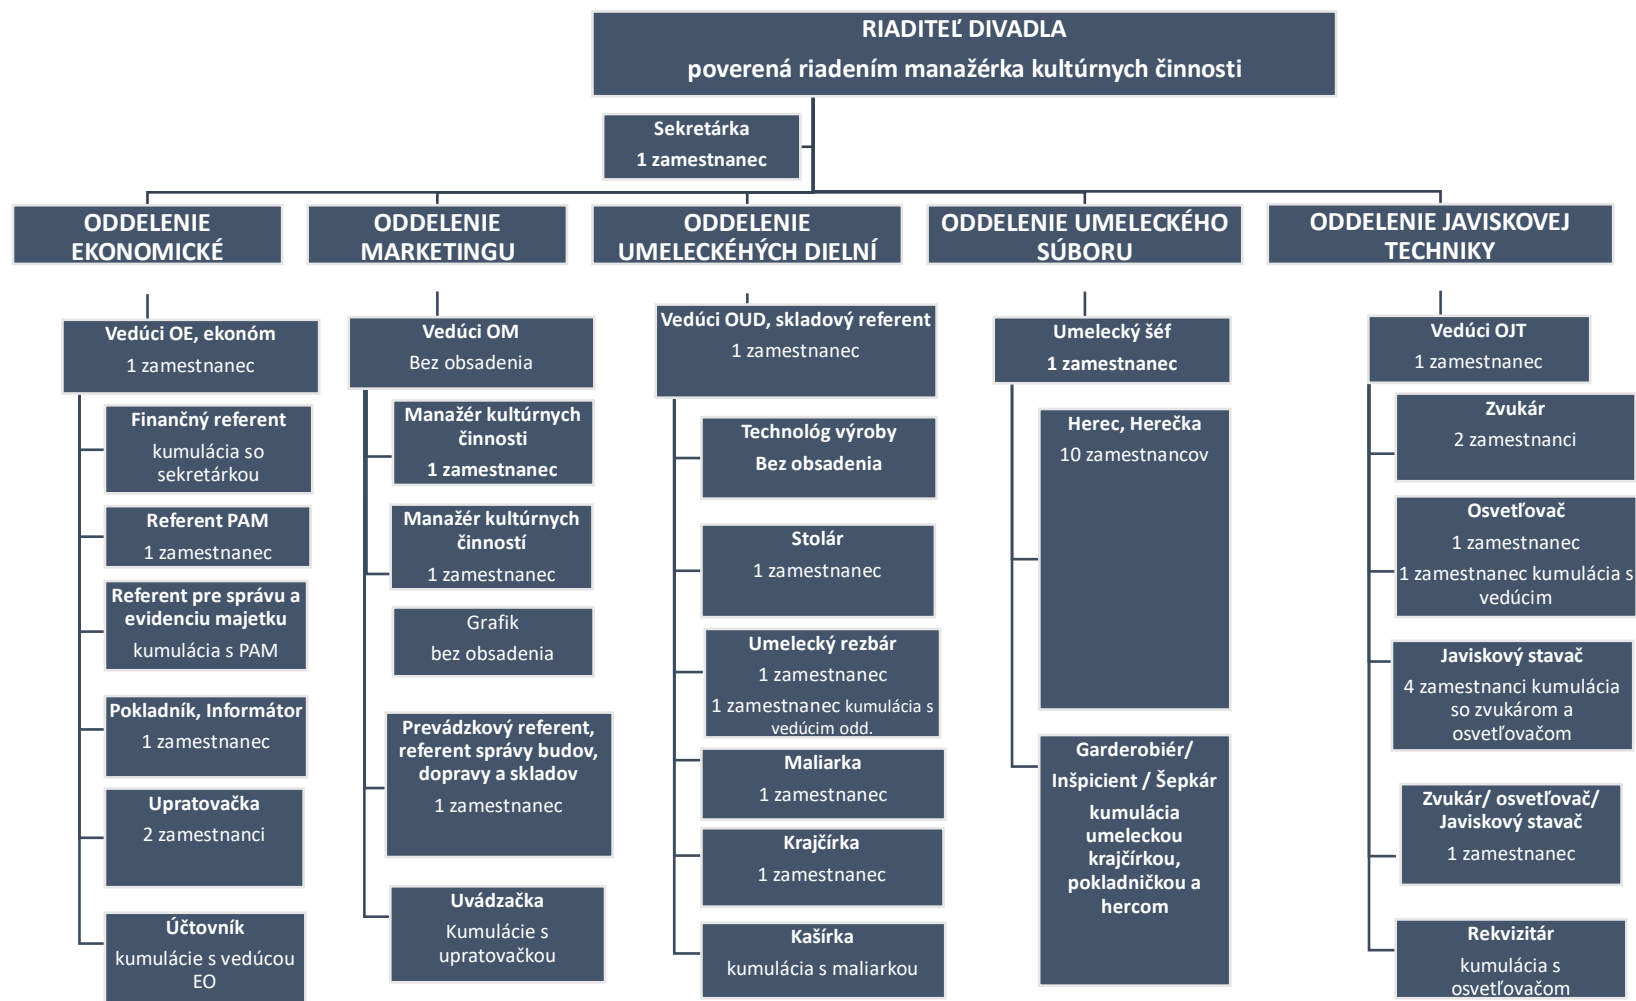 RIADITEĽ DIVADLA
poverená riadením manažérka kultúrnych činnosti
Sekretárka
1 zamestnanec
ODDELENIE
EKONOMICKÉ
Vedúci OE, ekonóm
1 zamestnanec
Finančný referent
kumulácia so
sekretárkou
Referent PAM
1 zamestnanec
Referent pre správu a
evidenciu majetku
kumulácia s PAM
Pokladník, Informátor
1 zamestnanec
Upratovačka
2 zamestnanci
Účtovník
kumulácie s vedúcou
EO
ODDELENIE
MARKETINGU
Vedúci OM
Bez obsadenia
Manažér kultúrnych
činnosti
1 zamestnanec
Manažér kultúrnych
činností
1 zamestnanec
Grafik
bez obsadenia
Prevádzkový referent,
referent správy budov,
dopravy a skladov
1 zamestnanec
Uvádzačka
Kumulácie s
upratovačkou
ODDELENIE
UMELECKÉHÝCH DIELNÍ
Vedúci OUD, skladový referent
1 zamestnanec
Technológ výroby
Bez obsadenia
Stolár
1 zamestnanec
Umelecký rezbár
1 zamestnanec
1 zamestnanec kumulácia s
vedúcim odd.
Maliarka
1 zamestnanec
Krajčírka
1 zamestnanec
Kašírka
kumulácia s maliarkou
ODDELENIE UMELECKÉHO
SÚBORU
Umelecký šéf
1 zamestnanec
Herec, Herečka
10 zamestnancov
Garderobiér/
Inšpicient / Šepkár
kumulácia
umeleckou
krajčírkou,
pokladničkou a
hercom
ODDELENIE JAVISKOVEJ
TECHNIKY
Vedúci OJT
1 zamestnanec
Zvukár
2 zamestnanci
Osvetľovač
1 zamestnanec
1 zamestnanec kumulácia s
vedúcim
Javiskový stavač
4 zamestnanci kumulácia
so zvukárom a
osvetľovačom
Zvukár/ osvetľovač/
Javiskový stavač
1 zamestnanec
Rekvizitár
kumulácia s
osvetľovačom